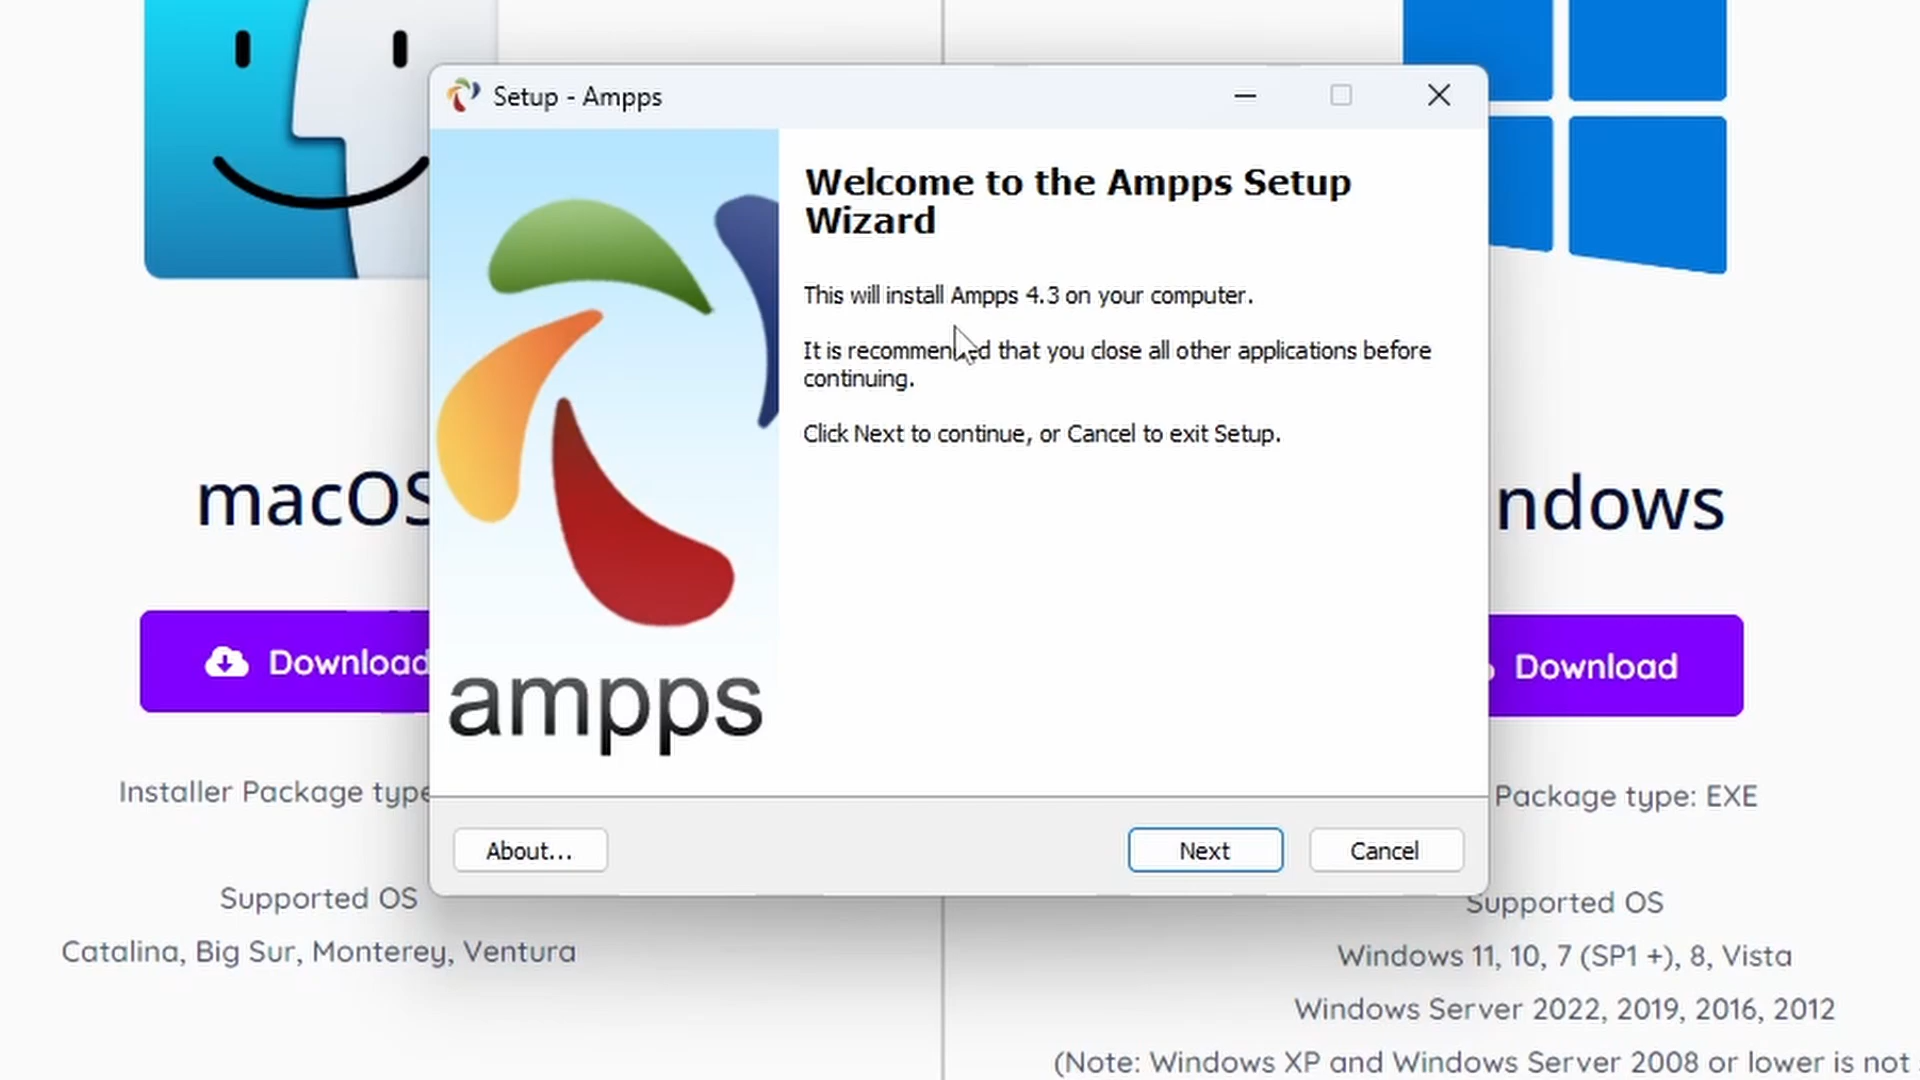 Setup - Ampps
Welcome to the Ampps Setup
Wizard
This will install Ampps 4.3 on your computer.
It is recommended that you close all other applications before
continuing.
Click Next to continue, or Cancel to exit Setup.
ampps
About...
Next
Cancel
macOS
Download
Installer Package type
Supported OS
Catalina, Big Sur, Monterey, Ventura
ndows
Download
Package type: EXE
Supported OS
Windows 11, 10, 7 (SP1 +), 8, Vista
Windows Server 2022, 2019, 2016, 2012
(Note: Windows XP and Windows Server 2008 or lower is not